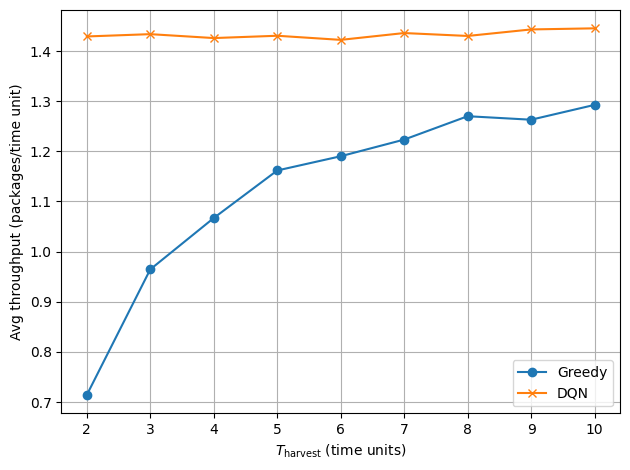 Avg throughput (packages/time unit)
1.4
1.3
1.2
1.1
1.0
0.9
0.8
0.7
2 3 4 5 6 7 8 9 10
T_harvest (time units)
Greedy
DQN